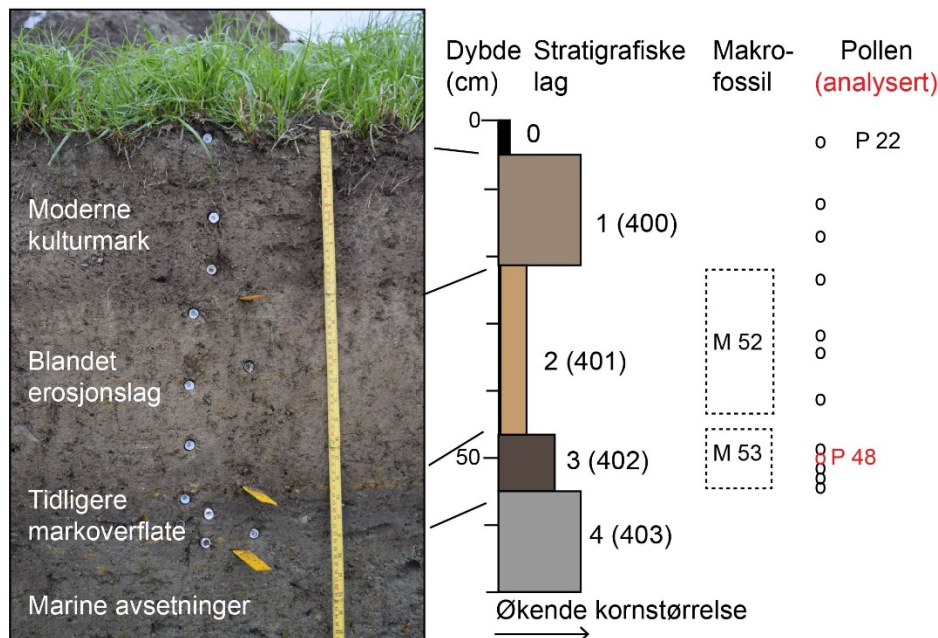 Dybde Stratigrafiske Makro- Pollen
(cm) lag fossil (analysert)
0
0
P 22
Moderne
kulturmark
1 (400)
Blandet
erosjonslag
2 (401)
M 52
Tidligere
markoverflate
50
3 (402)
M 53
P 48
4 (403)
Marine avsetninger
Økende kornstørrelse